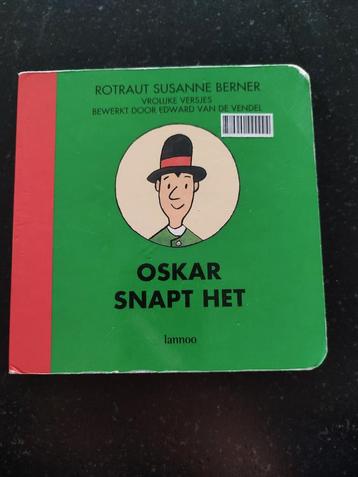 ROTRAUT SUSANNE BERNER
VROLIJKE VERSJES
BEWERKT DOOR EDWARD VAN DE VENDEL
OSKAR
SNAPT HET
lannoo